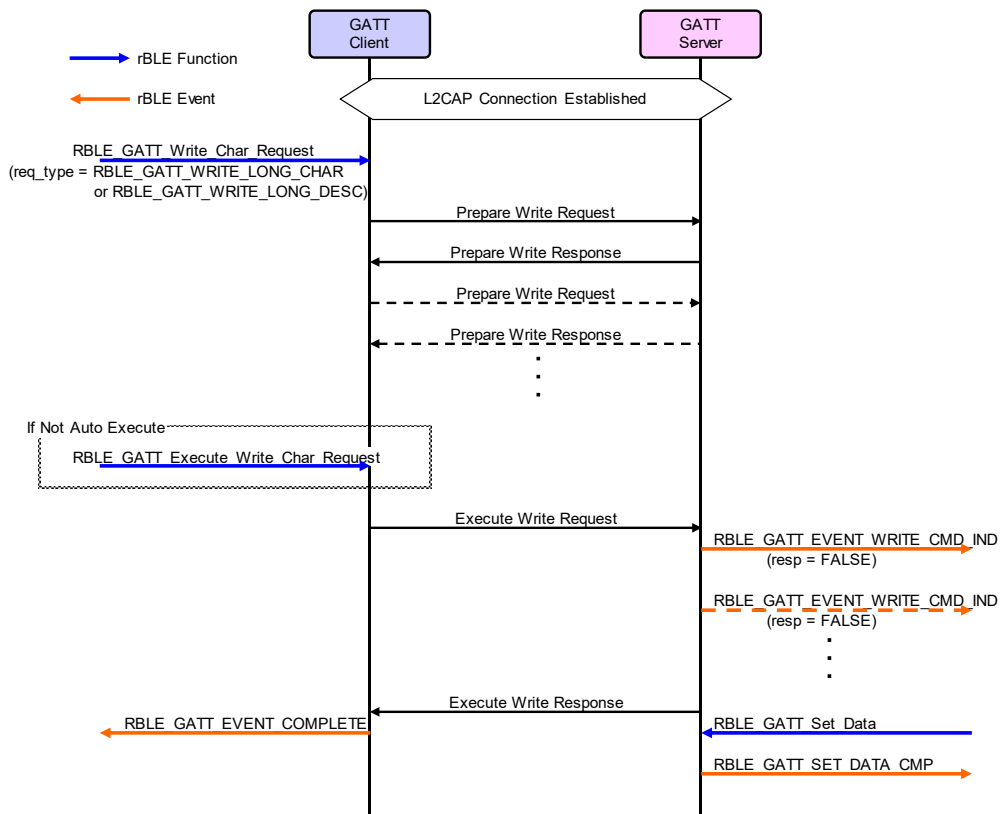 GATT
Client
GATT
Server
rBLE Function
rBLE Event
L2CAP Connection Established
RBLE_GATT_Write_Char_Request
(req_type = RBLE_GATT_WRITE_LONG_CHAR
or RBLE_GATT_WRITE_LONG_DESC)
Prepare Write Request
Prepare Write Response
Prepare Write Request
Prepare Write Response
If Not Auto Execute
RBLE_GATT_Execute_Write_Char_Request
Execute Write Request
RBLE_GATT_EVENT_WRITE_CMD_IND
(resp = FALSE)
RBLE_GATT_EVENT_WRITE_CMD_IND
(resp = FALSE)
Execute Write Response
RBLE_GATT_EVENT_COMPLETE
RBLE_GATT_Set_Data
RBLE_GATT_SET_DATA_CMP